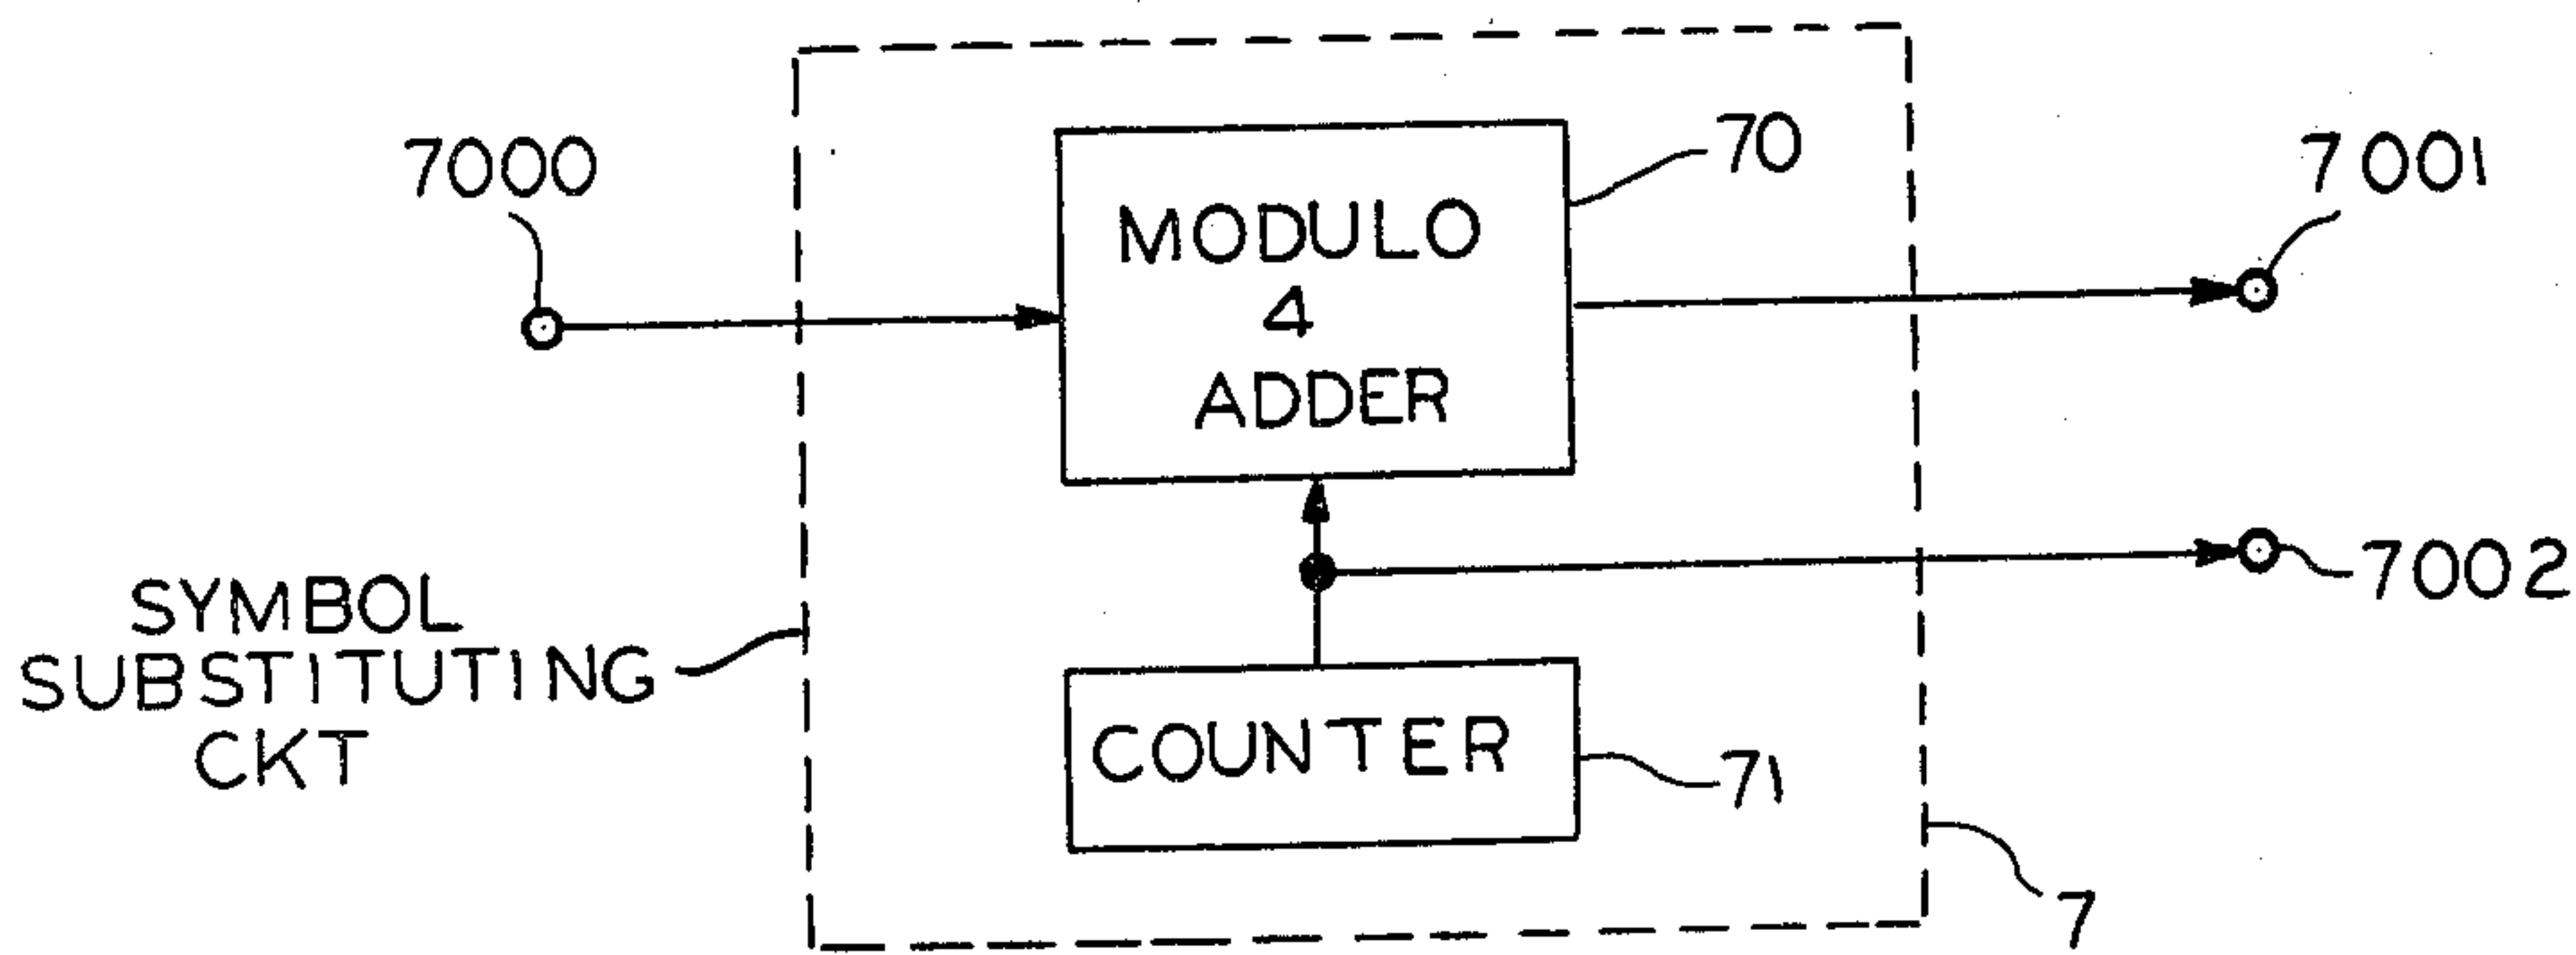 7000
MODULO
4
ADDER
70
7001
7002
SYMBOL
SUBSTITUTING
CKT
COUNTER
71
7